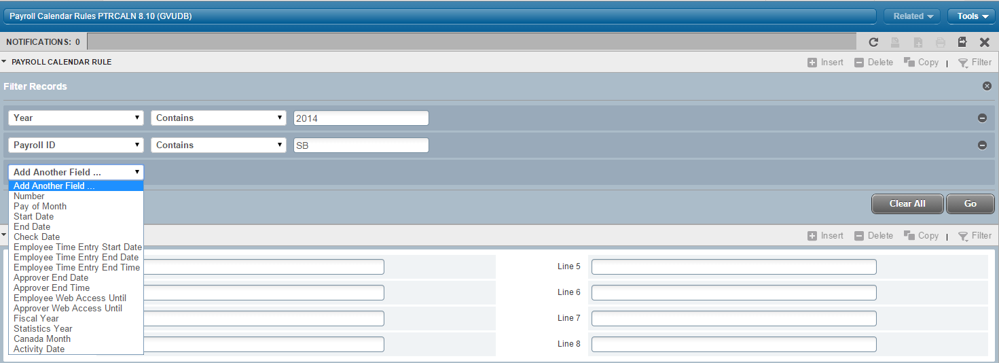 Payroll Calendar Rules PTRCALN 8.10 (GVUDB) Related Tools
NOTIFICATIONS: 0
PAYROLL CALENDAR RULE Insert Delete Copy | Filter
Filter Records
Year Contains 2014
Payroll ID Contains SB
Add Another Field ...
Add Another Field ...
Number
Pay of Month
Start Date
End Date
Check Date
Employee Time Entry Start Date
Employee Time Entry End Date
Employee Time Entry End Time
Approver End Date
Approver End Time
Employee Web Access Until
Approver Web Access Until
Fiscal Year
Statistics Year
Canada Month
Activity Date
Clear All Go
Insert Delete Copy | Filter
Line 5
Line 6
Line 7
Line 8